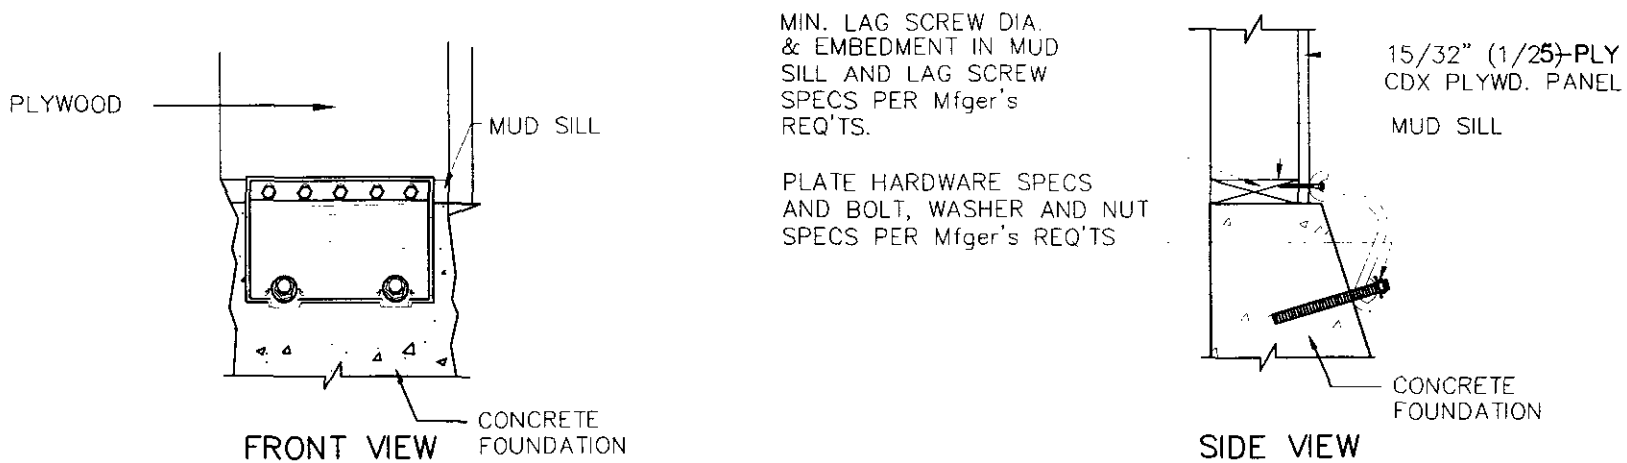 PLYWOOD
MUD SILL
CONCRETE
FOUNDATION
FRONT VIEW
MIN. LAG SCREW DIA.
& EMBEDMENT IN MUD
SILL AND LAG SCREW
SPECS PER Mfger's
REQ'TS.
PLATE HARDWARE SPECS
AND BOLT, WASHER AND NUT
SPECS PER Mfger's REQ'TS
15/32" (1/25)-PLY
CDX PLYWD. PANEL
MUD SILL
CONCRETE
FOUNDATION
SIDE VIEW